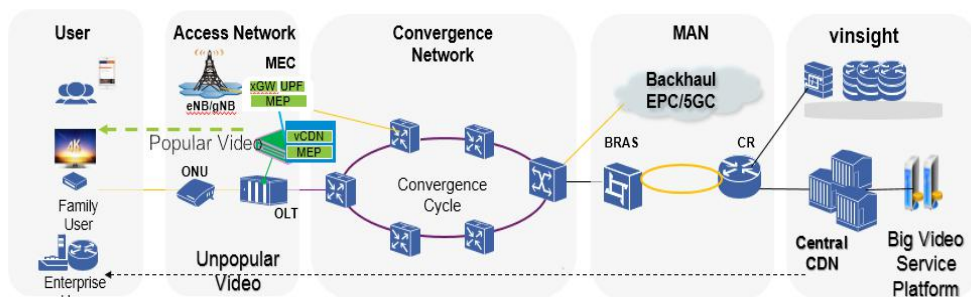 User
Access Network
Convergence
Network
MAN
vinsight
MEC
xGW
UPF
MEP
eNB/gNB
Backhaul
EPC/5GC
4K
Popular Video
vCDN
MEP
BRAS
CR
ONU
OLT
Convergence
Cycle
Family
User
Unpopular
Video
Central
CDN
Big Video
Service
Platform
Enterprise